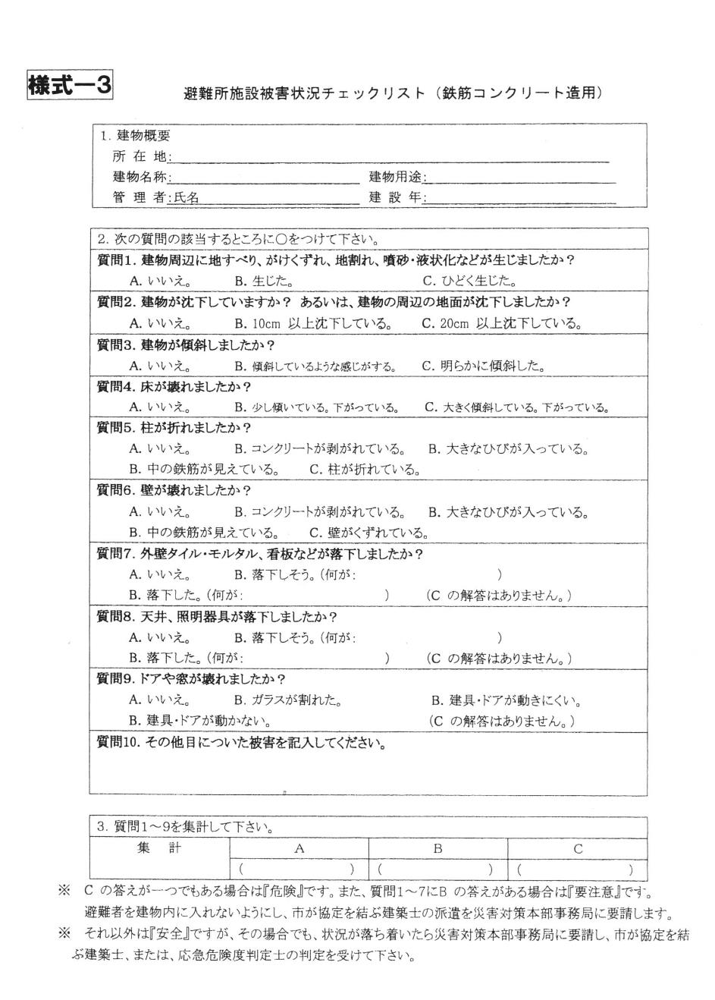 様式―3
避難所施設被害状況チェックリスト（鉄筋コンクリート造用）
1. 建物概要
所 在 地:
建物名称: 建物用途:
管 理 者:氏名 建 設 年:
2. 次の質問の該当するところに○をつけて下さい。
質問1. 建物周辺に地すべり、がけくずれ、地割れ、噴砂・液状化などが生じましたか？
A. いいえ。 B. 生じた。 C. ひどく生じた。
質問2. 建物が沈下していますか？ あるいは、建物の周辺の地面が沈下しましたか？
A. いいえ。 B. 10cm 以上沈下している。 C. 20cm 以上沈下している。
質問3. 建物が傾斜しましたか？
A. いいえ。 B. 傾斜しているような感じがする。 C. 明らかに傾斜した。
質問4. 床が壊れましたか？
A. いいえ。 B. 少し傾いている。下がっている。 C. 大きく傾斜している。下がっている。
質問5. 柱が折れましたか？
A. いいえ。 B. コンクリートが剥がれている。 B. 大きなひびが入っている。
B. 中の鉄筋が見えている。 C. 柱が折れている。
質問6. 壁が壊れましたか？
A. いいえ。 B. コンクリートが剥がれている。 B. 大きなひびが入っている。
B. 中の鉄筋が見えている。 C. 壁がくずれている。
質問7. 外壁タイル・モルタル、看板などが落下しましたか？
A. いいえ。 B. 落下しそう。（何が: ）
B. 落下した。（何が: ） （C の解答はありません。）
質問8. 天井、照明器具が落下しましたか？
A. いいえ。 B. 落下しそう。（何が: ）
B. 落下した。（何が: ） （C の解答はありません。）
質問9. ドアや窓が壊れましたか？
A. いいえ。 B. ガラスが割れた。 B. 建具・ドアが動きにくい。
B. 建具・ドアが動かない。 （C の解答はありません。）
質問10. その他目についた被害を記入してください。
3. 質問1～9を集計して下さい。
集 計 A B C
（ ） （ ） （ ）
※ C の答えが一つでもある場合は『危険』です。また、質問1～7にB の答えがある場合は『要注意』です。
避難者を建物内に入れないようにし、市が協定を結ぶ建築士の派遣を災害対策本部事務局に要請します。
※ それ以外は『安全』ですが、その場合でも、状況が落ち着いたら災害対策本部事務局に要請し、市が協定を結
ぶ建築士、または、応急危険度判定士の判定を受けて下さい。